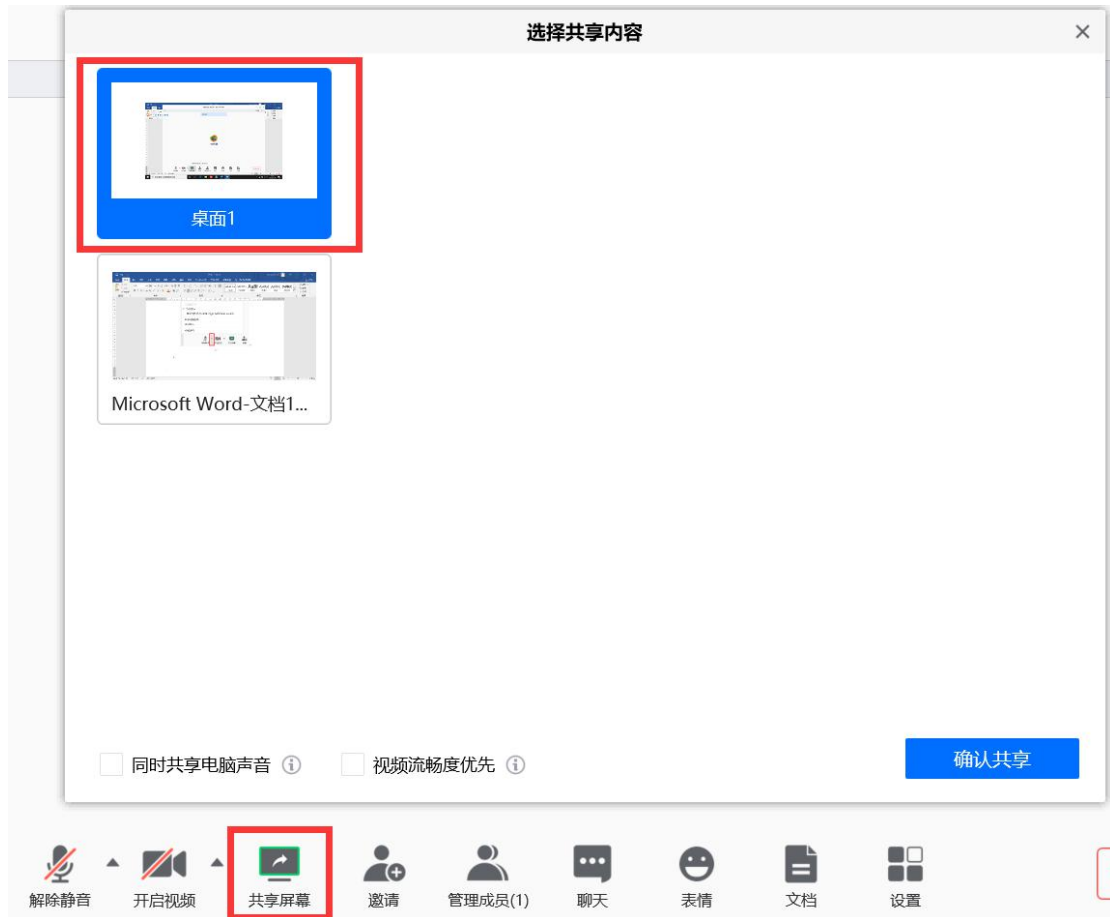 选择共享内容
桌面1
Microsoft Word-文档1...
同时共享电脑声音
视频流畅度优先
确认共享
解除静音
开启视频
共享屏幕
邀请
管理成员(1)
聊天
表情
文档
设置